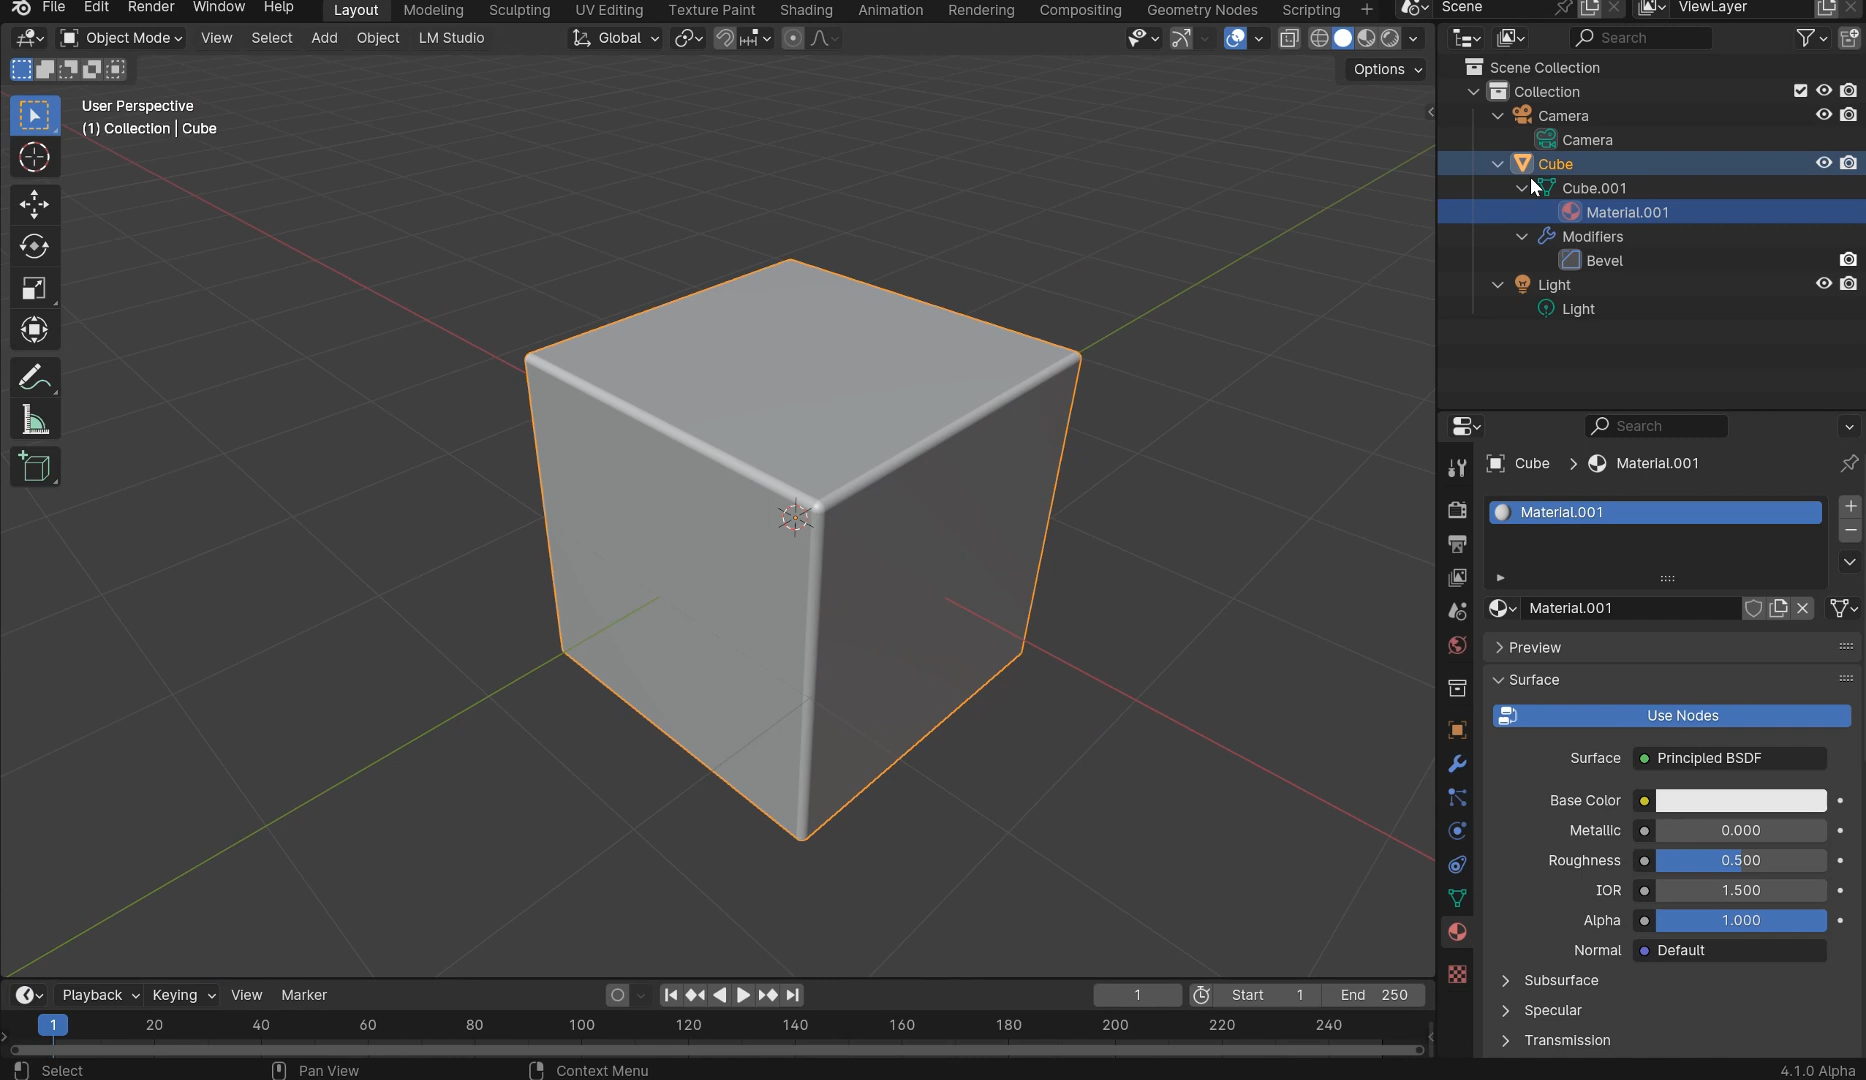 File Edit Render Window Help Layout Modeling Sculpting UV Editing Texture Paint Shading Animation Rendering Compositing Geometry Nodes Scripting + Scene ViewLayer
Object Mode View Select Add Object LM Studio Global Search
Options
User Perspective
(1) Collection | Cube
Scene Collection
Collection
Camera
Camera
Cube
Cube.001
Material.001
Modifiers
Bevel
Light
Light
Search
Cube > Material.001
Material.001
Material.001
Preview
Surface
Use Nodes
Surface Principled BSDF
Base Color
Metallic 0.000
Roughness 0.500
IOR 1.500
Alpha 1.000
Normal Default
Subsurface
Specular
Transmission
Playback Keying View Marker 1 Start 1 End 250
1 20 40 60 80 100 120 140 160 180 200 220 240
Select Pan View Context Menu 4.1.0 Alpha